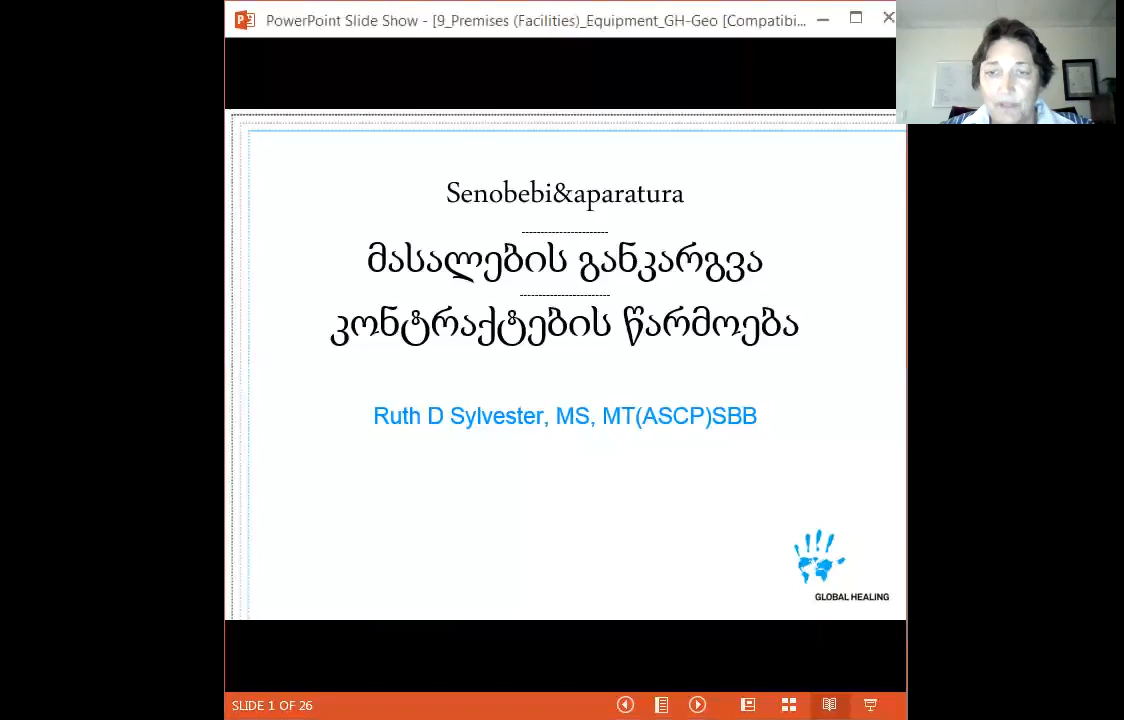 PowerPoint Slide Show - [9_Premises (Facilities)_Equipment_GH-Geo [Compatibi...
Senobebi&aparatura
-----------------------
მასალების განკარგვა
------------------------
კონტრაქტების წარმოება
Ruth D Sylvester, MS, MT(ASCP)SBB
GLOBAL HEALING
SLIDE 1 OF 26